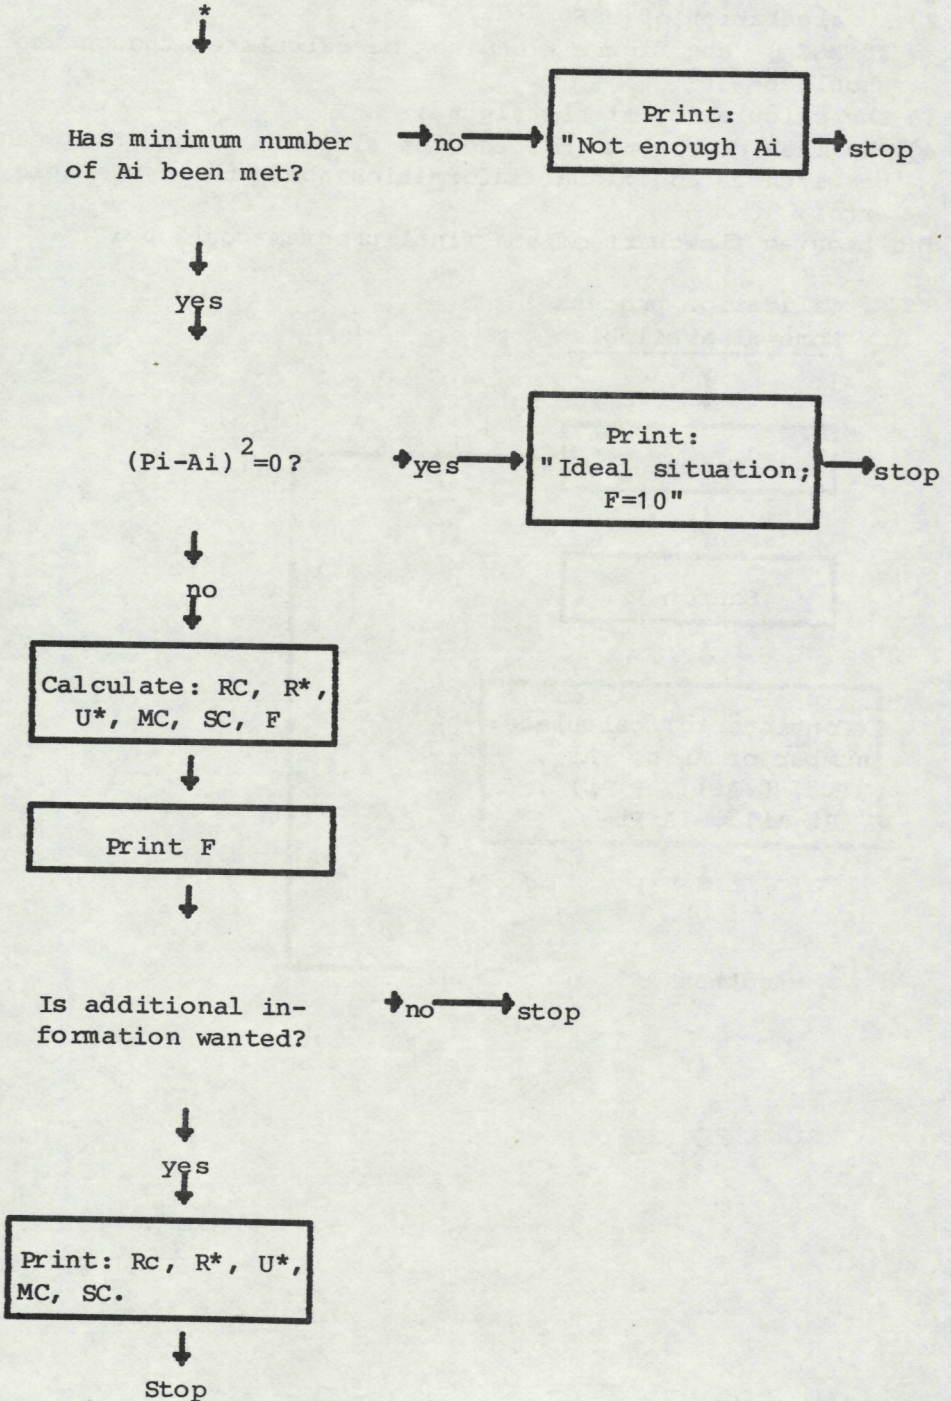 *
Has minimum number
of Ai been met?
no
Print:
"Not enough Ai
stop
yes
(Pi-Ai)²=0?
yes
Print:
"Ideal situation;
F=10"
stop
no
Calculate: RC, R*,
U*, MC, SC, F
Print F
Is additional in-
formation wanted?
no
stop
yes
Print: Rc, R*, U*,
MC, SC.
Stop